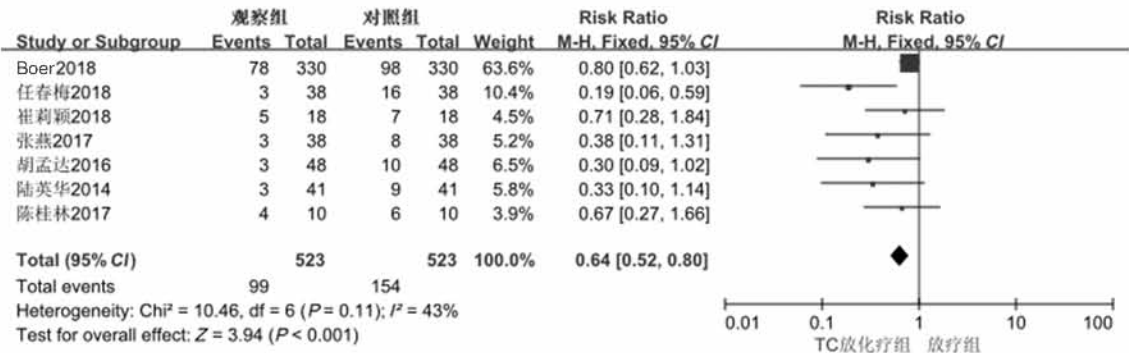 观察组 对照组 Risk Ratio Risk Ratio
Study or Subgroup Events Total Events Total Weight M-H, Fixed, 95% CI M-H, Fixed, 95% CI
Boer2018 78 330 98 330 63.6% 0.80 [0.62, 1.03]
任春梅2018 3 38 16 38 10.4% 0.19 [0.06, 0.59]
崔莉颖2018 5 18 7 18 4.5% 0.71 [0.28, 1.84]
张燕2017 3 38 8 38 5.2% 0.38 [0.11, 1.31]
胡孟达2016 3 48 10 48 6.5% 0.30 [0.09, 1.02]
陆英华2014 3 41 9 41 5.8% 0.33 [0.10, 1.14]
陈桂林2017 4 10 6 10 3.9% 0.67 [0.27, 1.66]
Total (95% CI) 523 523 100.0% 0.64 [0.52, 0.80]
Total events 99 154
Heterogeneity: Chi² = 10.46, df = 6 (P = 0.11); I² = 43%
Test for overall effect: Z = 3.94 (P < 0.001)
0.01 0.1 1 10 100
TC放化疗组 放疗组